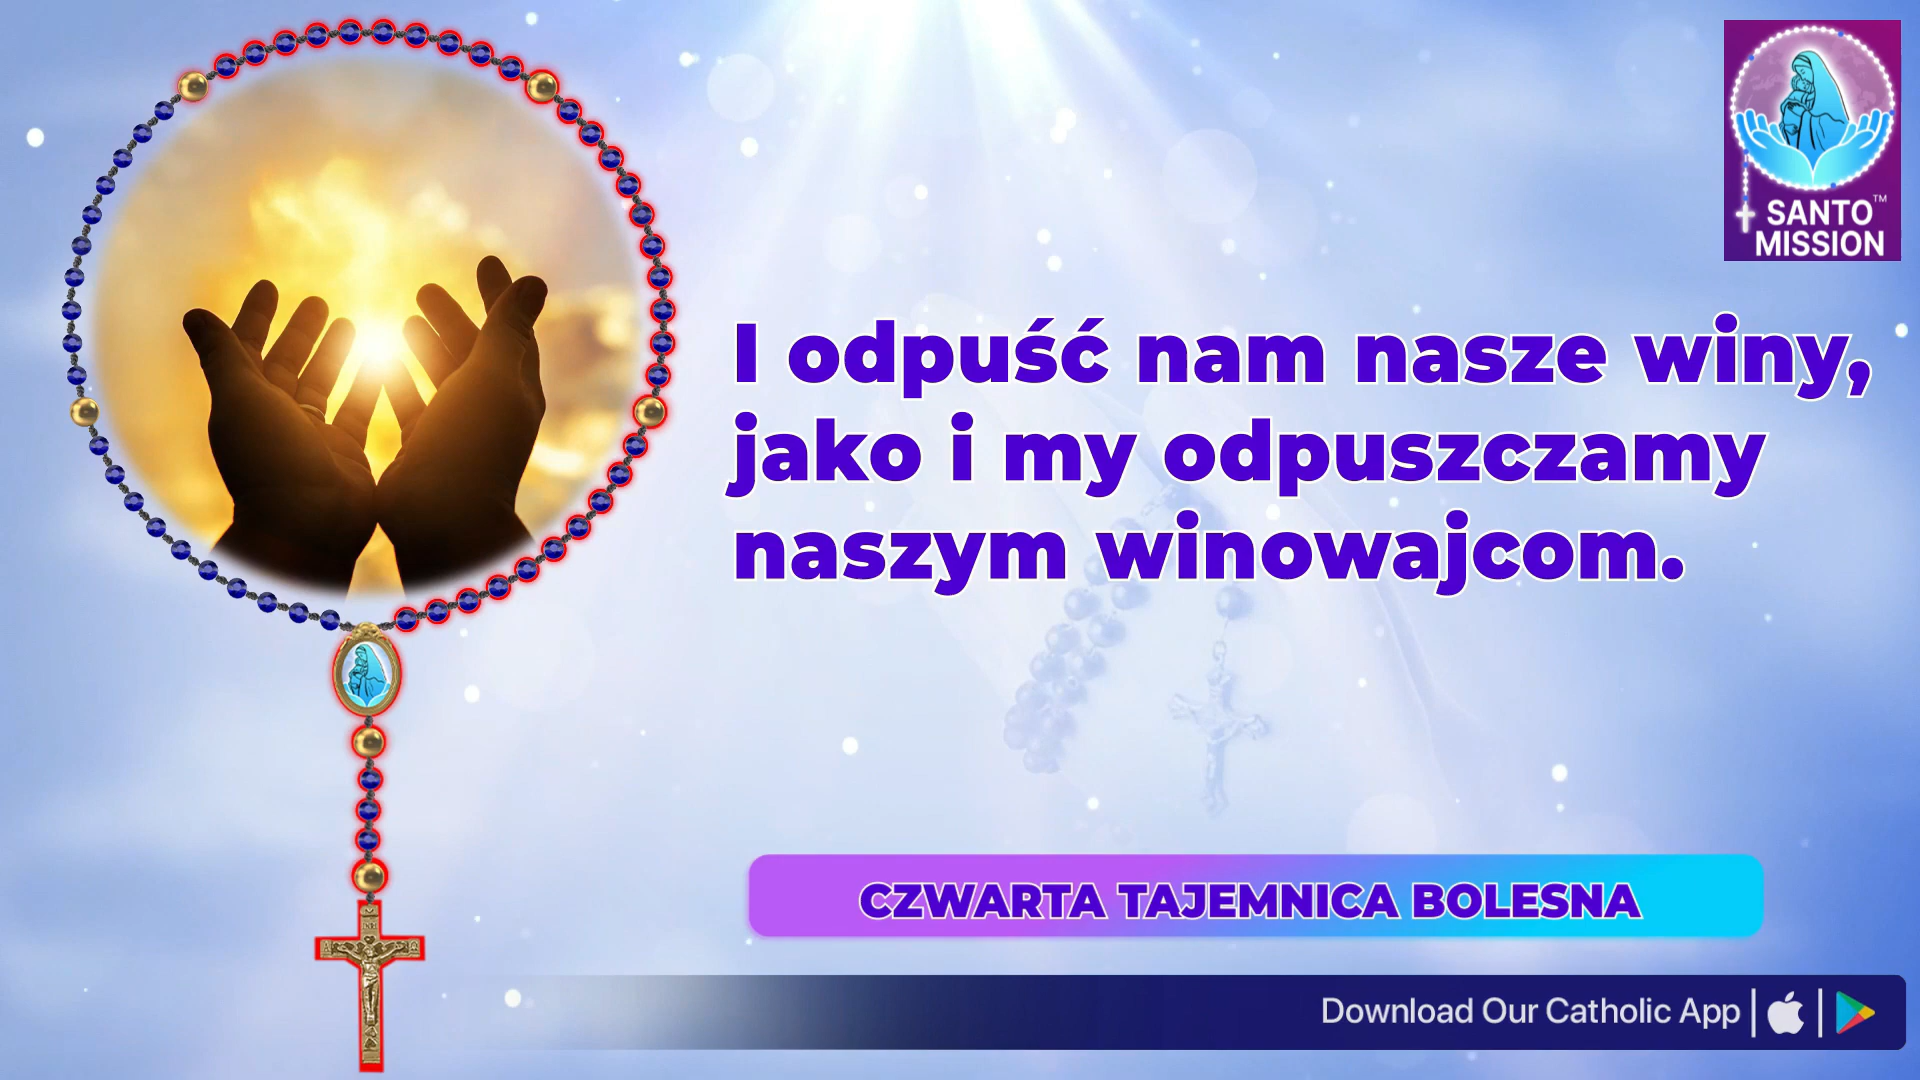 SANTO™
MISSION
I odpuść nam nasze winy,
jako i my odpuszczamy
naszym winowajcom.
CZWARTA TAJEMNICA BOLESNA
Download Our Catholic App